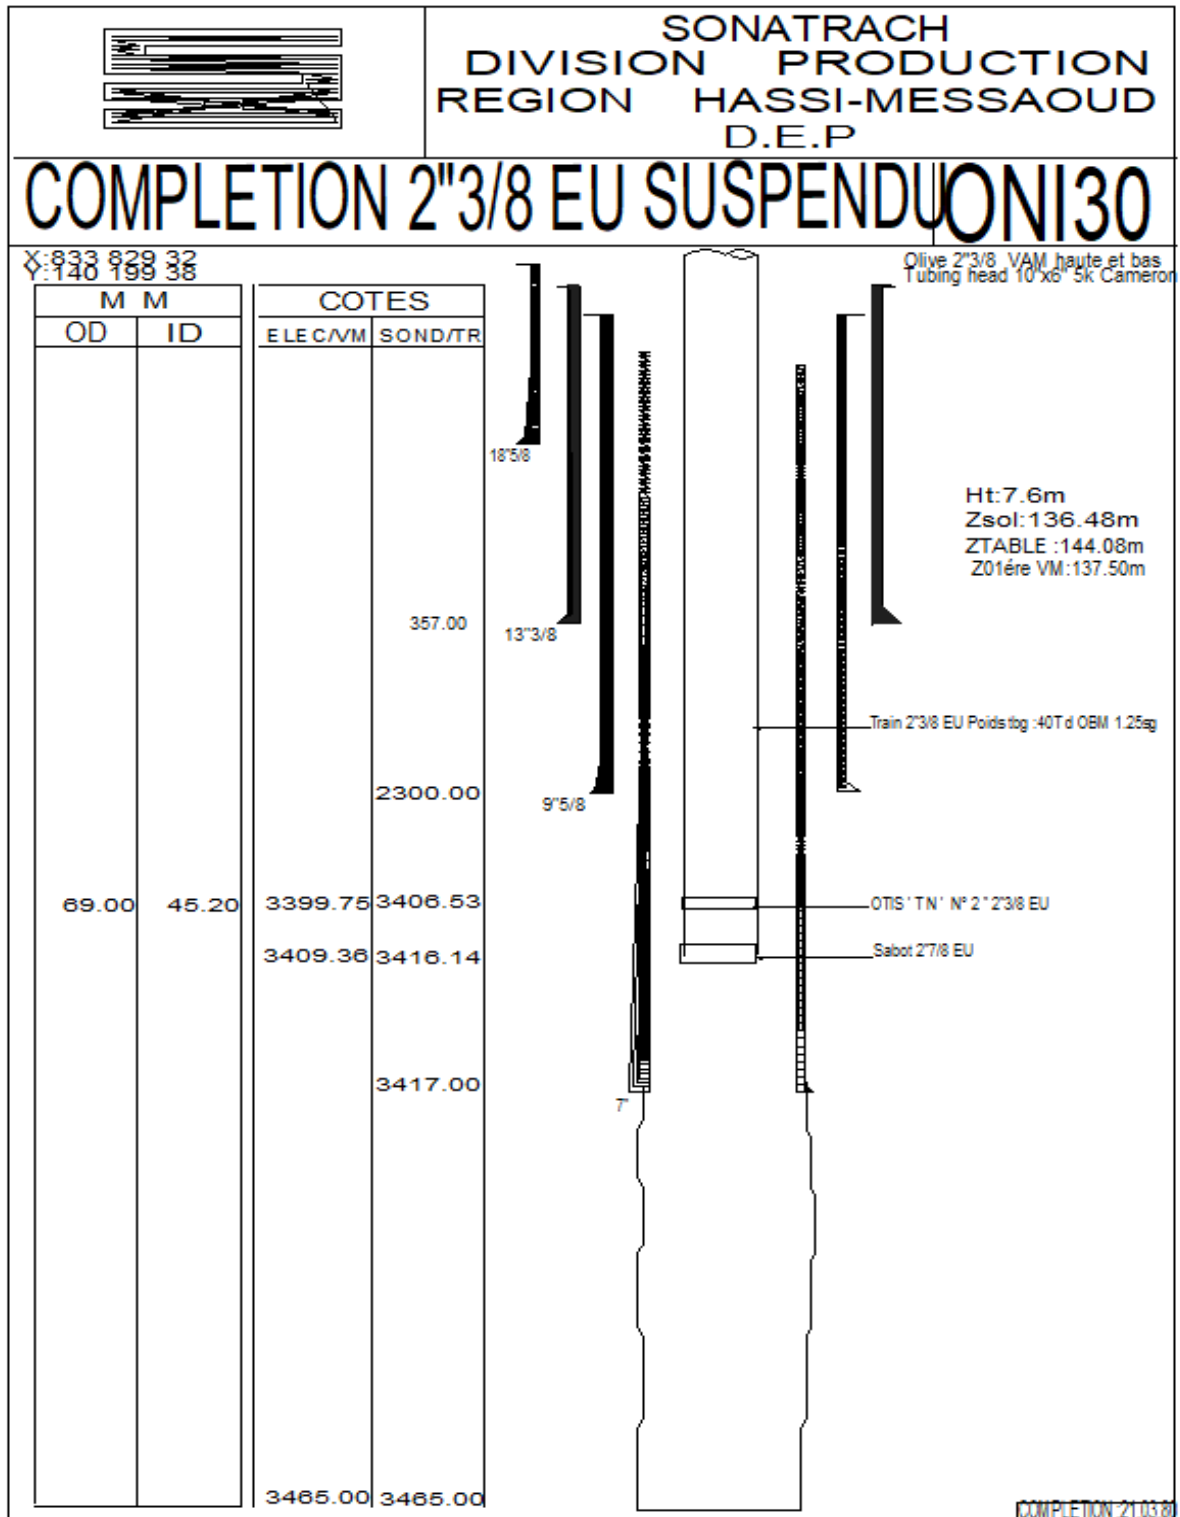 SONATRACH
DIVISION PRODUCTION
REGION HASSI-MESSAOUD
D.E.P
COMPLETION 2"3/8 EU SUSPENDU
ONI30
X:833 829 32
Y:140 199 38
Olive 2"3/8 VAM haute et bas
Tubing head 10"x6" 5k Cameron
M M
COTES
OD ID ELEC/VM SOND/TR
18"5/8
Ht:7.6m
Zsol:136.48m
ZTABLE :144.08m
Z01ére VM:137.50m
357.00
13"3/8
Train 2"3/8 EU Poids tbg :40T d OBM 1.25sg
2300.00
9"5/8
69.00 45.20 3399.75 3406.53
OTIS ' T N ' N° 2 " 2"3/8 EU
3409.36 3416.14
Sabot 2"7/8 EU
3417.00
7"
3465.00 3465.00
COMPLETION :21.03.80